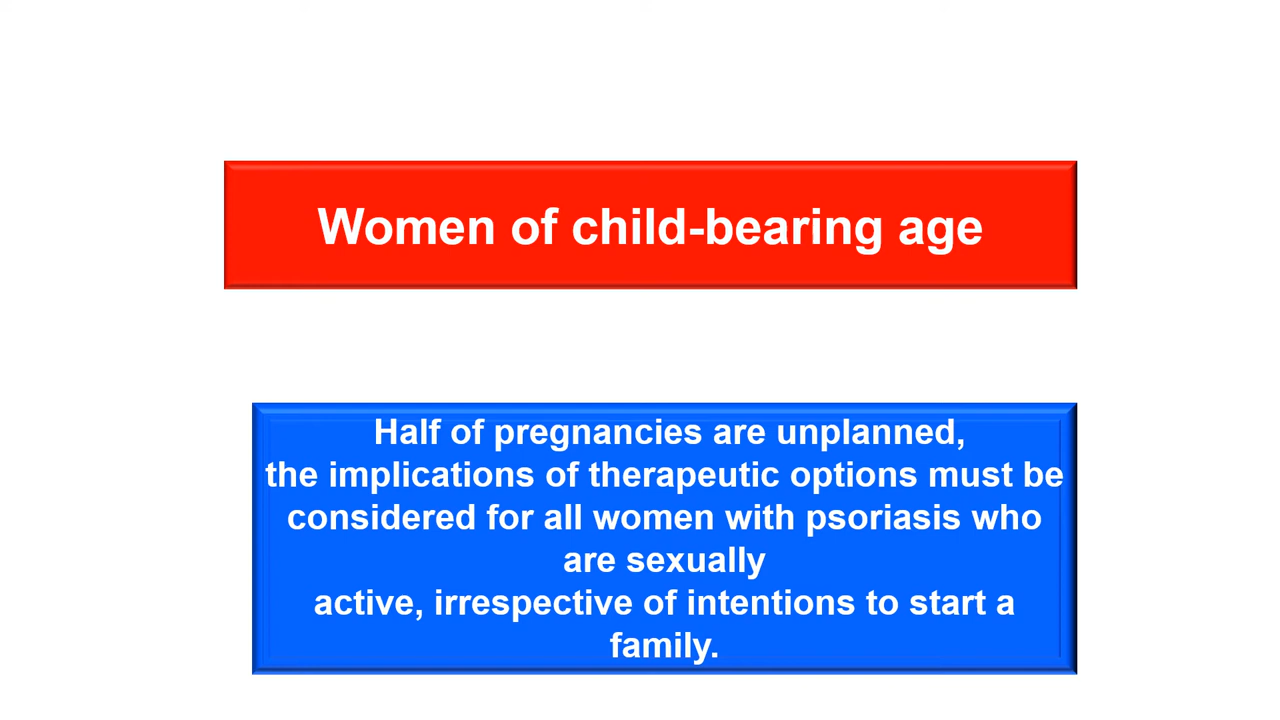 Women of child-bearing age
Half of pregnancies are unplanned,
the implications of therapeutic options must be
considered for all women with psoriasis who
are sexually
active, irrespective of intentions to start a
family.